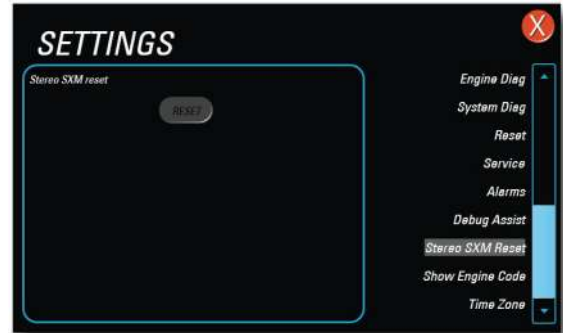 SETTINGS
X
Stereo SXM reset
RESET
Engine Diag
System Diag
Reset
Service
Alarms
Debug Assist
Stereo SXM Reset
Show Engine Code
Time Zone